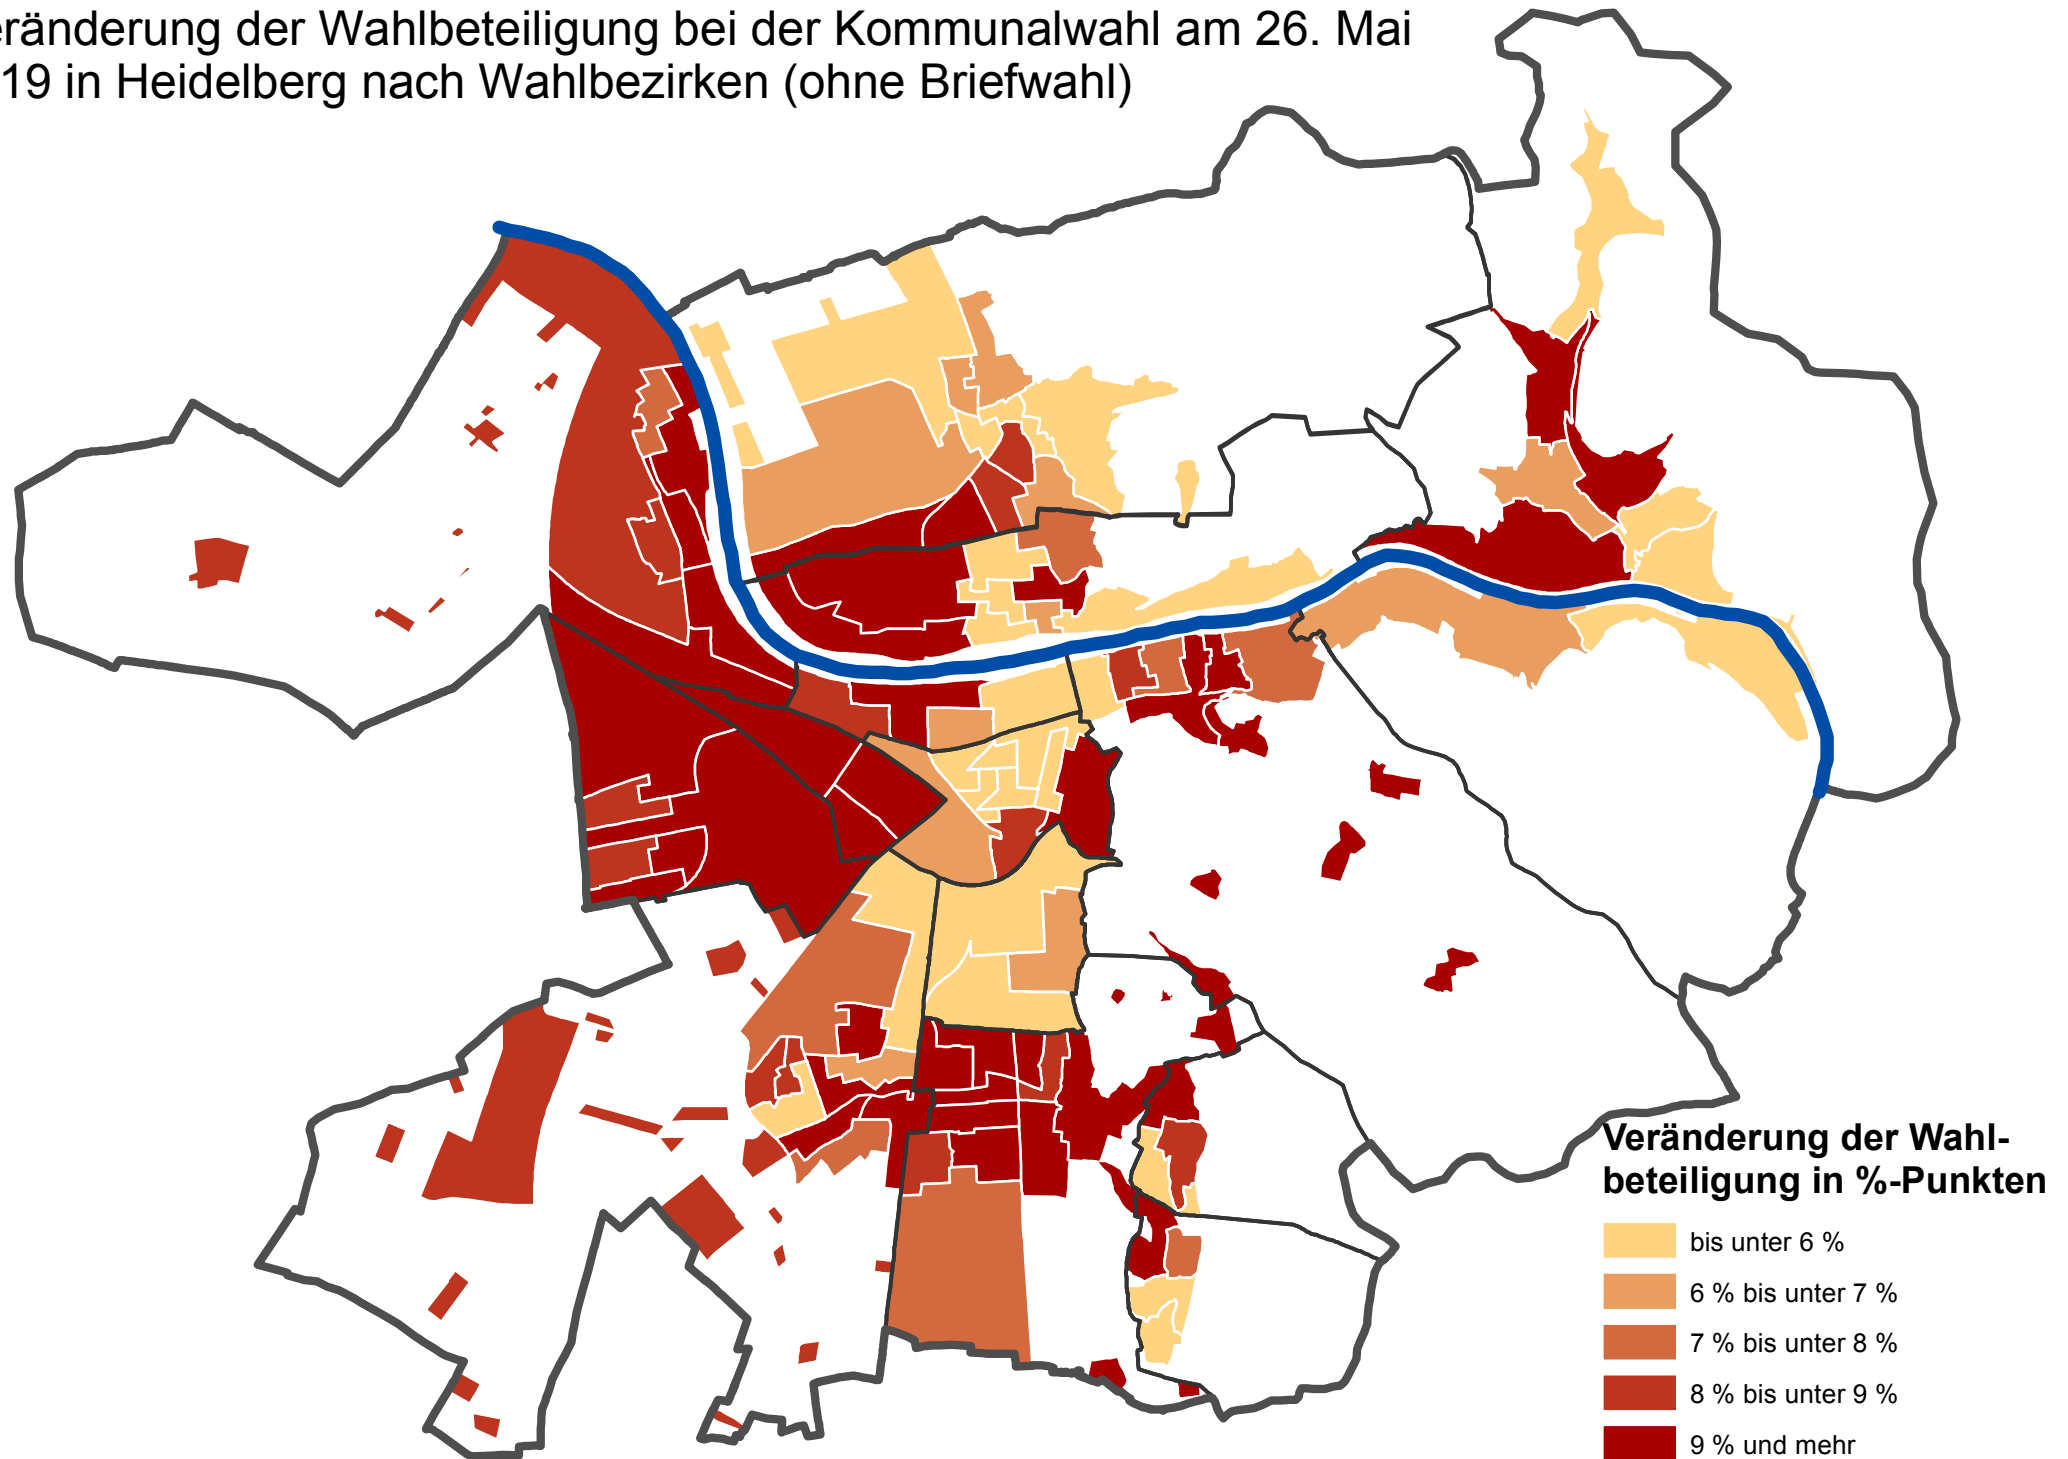 eränderung der Wahlbeteiligung bei der Kommunalwahl am 26. Mai
19 in Heidelberg nach Wahlbezirken (ohne Briefwahl)
Veränderung der Wahl-
beteiligung in %-Punkten
bis unter 6 %
6 % bis unter 7 %
7 % bis unter 8 %
8 % bis unter 9 %
9 % und mehr